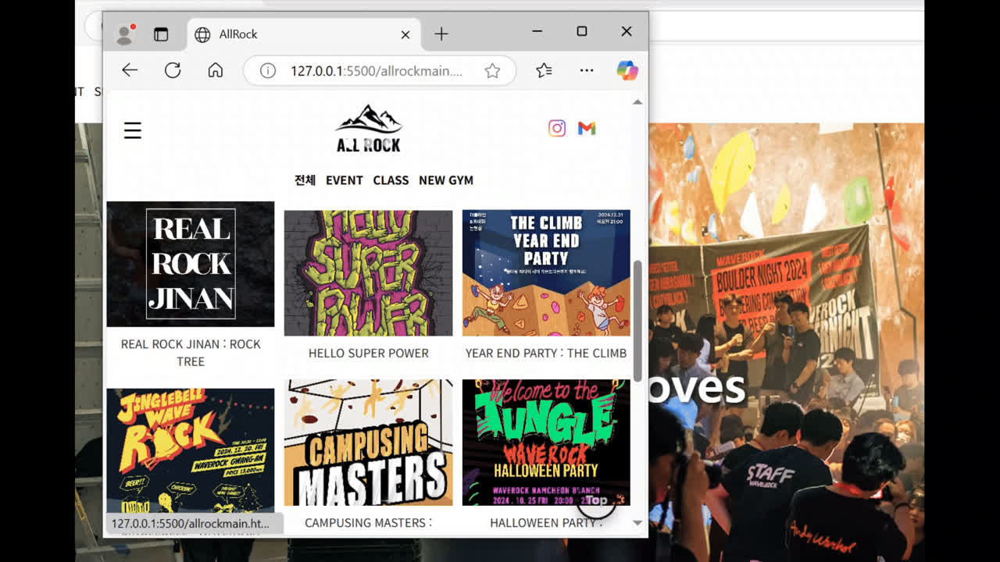 AllRock
127.0.0.1:5500/allrockmain....
NT S
ALL ROCK
전체 EVENT CLASS NEW GYM
REAL
ROCK
JINAN
REAL ROCK JINAN : ROCK
TREE
HELLO
SUPER
POWER
HELLO SUPER POWER
2024.12.31
THE CLIMB
YEAR END
PARTY
YEAR END PARTY : THE CLIMB
JINGLEBELL
WAVE
ROCK
2024. 12. 20. FRI
WAVEROCK GWANG-AN
PRICE 13,000won
BEER!!
CHICKEN!
CAMPUSING
MASTERS
CAMPUSING MASTERS :
Welcome to the
JUNGLE
WAVEROCK
HALLOWEEN PARTY
WAVEROCK NAMCHEON BRANCH
2024. 10. 25 FRI 20:00 - 23
Top
HALLOWEEN PARTY :
127.0.0.1:5500/allrockmain.ht...
WAVEROCK
BOULDER NIGHT 2024
oves
STAFF
WAVEROCK
Andy Warhol